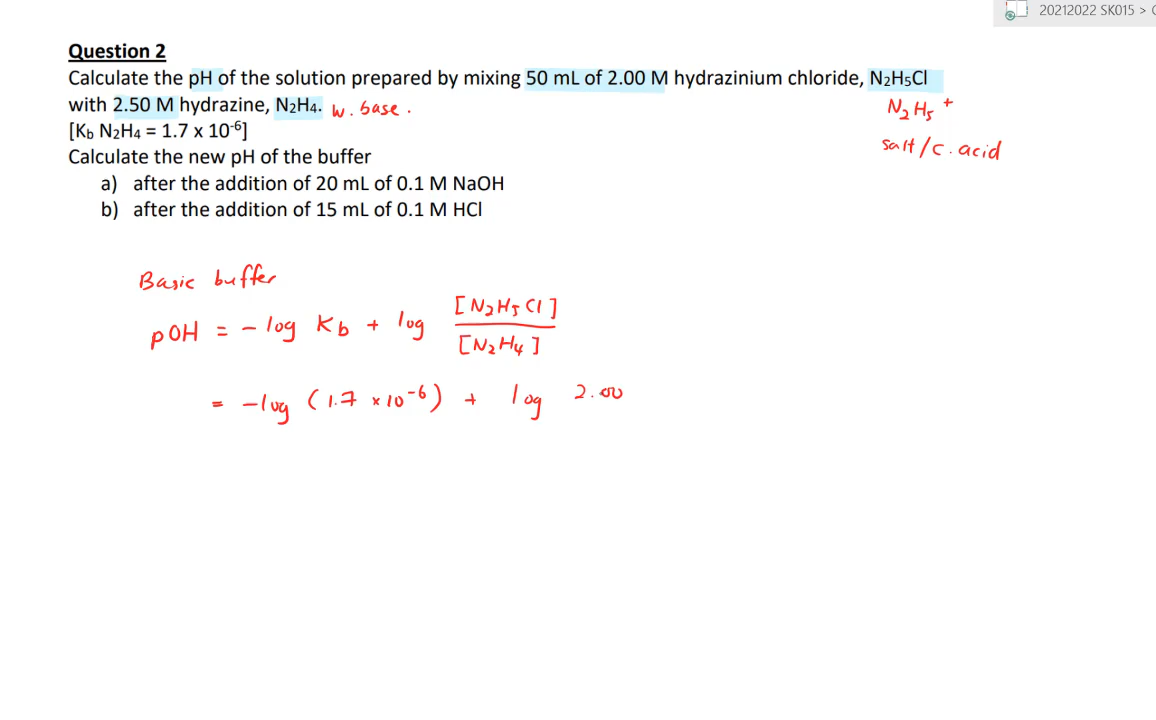 20212022 SK015 >
Question 2
Calculate the pH of the solution prepared by mixing 50 mL of 2.00 M hydrazinium chloride, N2H5Cl
with 2.50 M hydrazine, N2H4. w. base.
N2H5+
[Kb N2H4 = 1.7 x 10-6]
salt/c. acid
Calculate the new pH of the buffer
a) after the addition of 20 mL of 0.1 M NaOH
b) after the addition of 15 mL of 0.1 M HCl
Basic buffer
pOH = - log Kb + log [N2H5Cl]
[N2H4]
= -log (1.7 x 10-6) + log 2.00